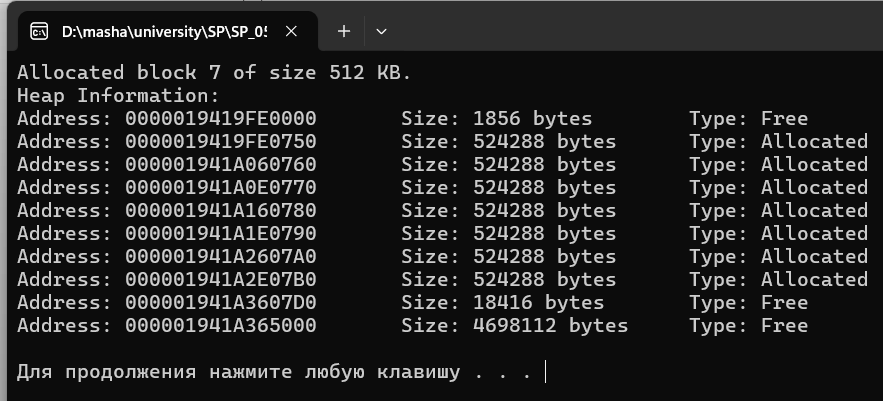 D:\masha\university\SP\SP_05
Allocated block 7 of size 512 KB.
Heap Information:
Address: 0000019419FE0000 Size: 1856 bytes Type: Free
Address: 0000019419FE0750 Size: 524288 bytes Type: Allocated
Address: 000001941A060760 Size: 524288 bytes Type: Allocated
Address: 000001941A0E0770 Size: 524288 bytes Type: Allocated
Address: 000001941A160780 Size: 524288 bytes Type: Allocated
Address: 000001941A1E0790 Size: 524288 bytes Type: Allocated
Address: 000001941A2607A0 Size: 524288 bytes Type: Allocated
Address: 000001941A2E07B0 Size: 524288 bytes Type: Allocated
Address: 000001941A3607D0 Size: 18416 bytes Type: Free
Address: 000001941A365000 Size: 4698112 bytes Type: Free
Для продолжения нажмите любую клавишу . . .